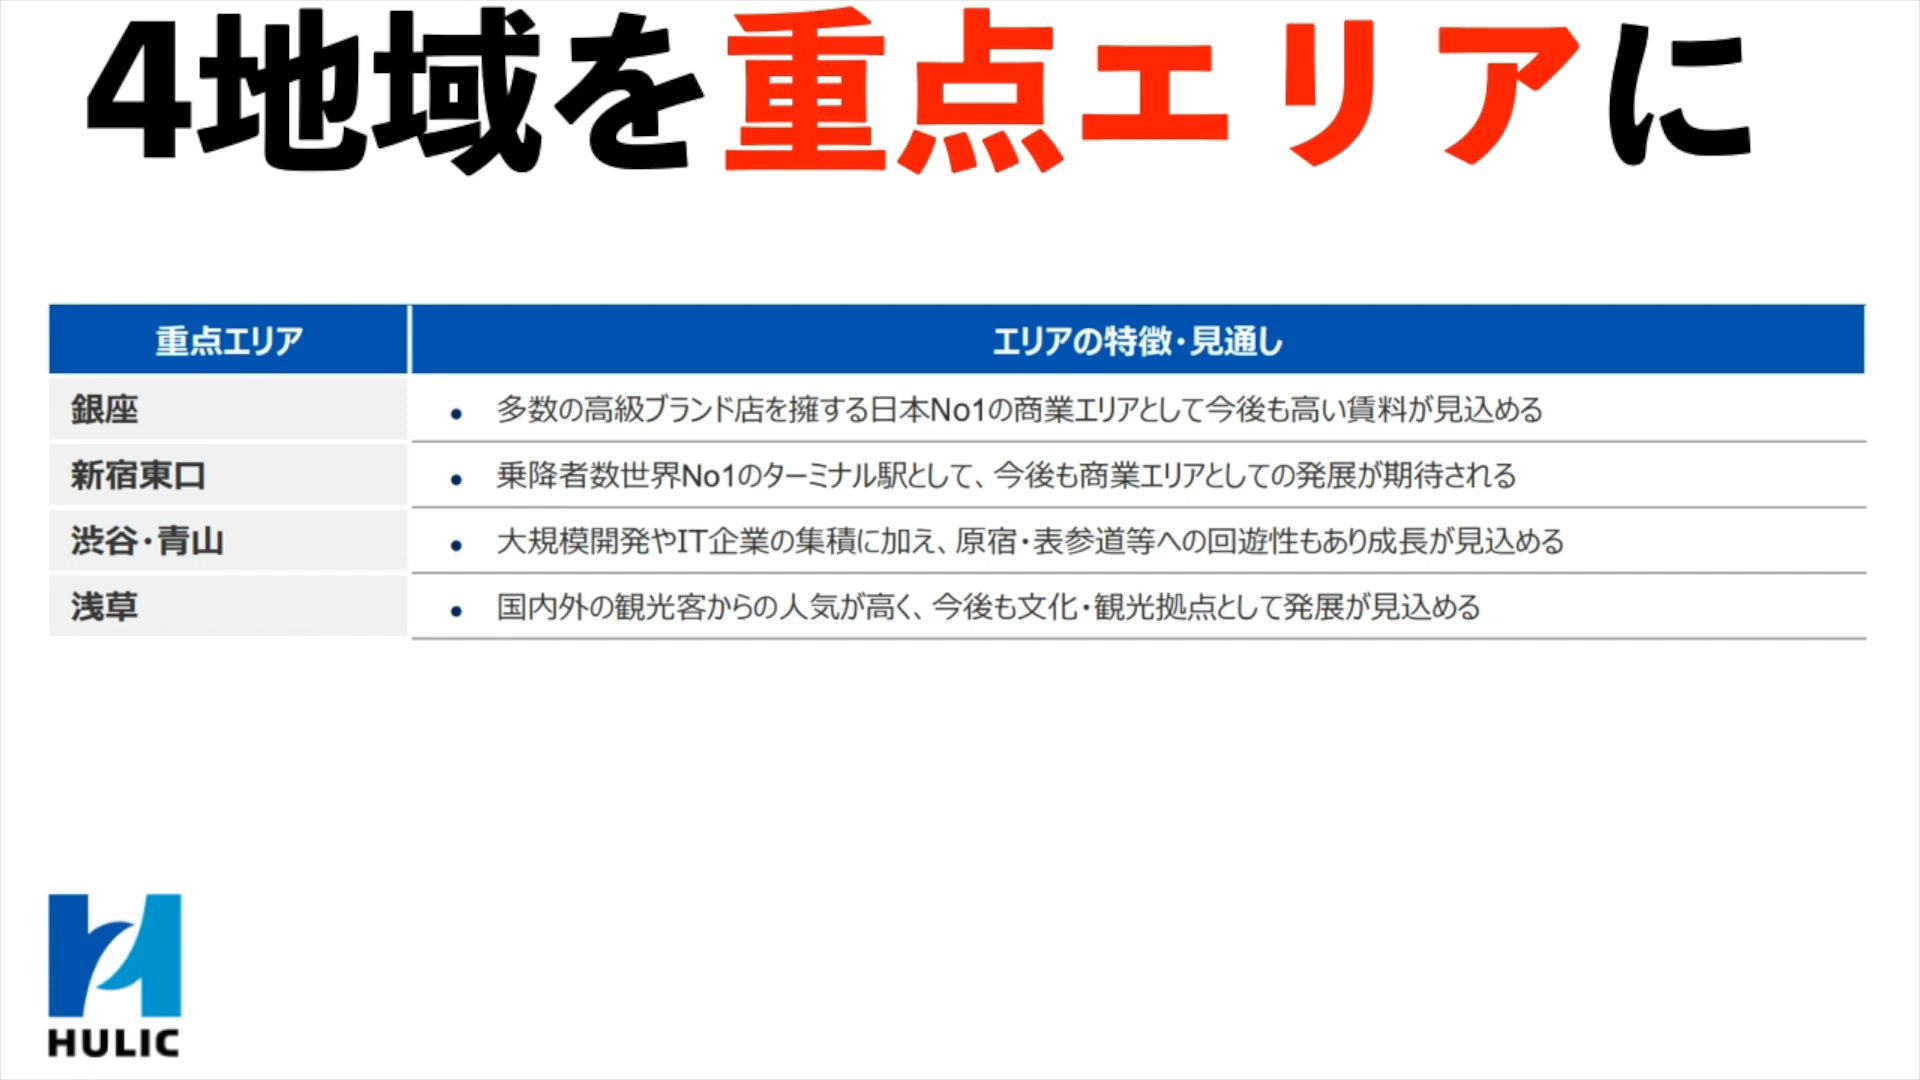 4地域を重点エリアに
重点エリア エリアの特徴・見通し
銀座 • 多数の高級ブランド店を擁する日本No1の商業エリアとして今後も高い賃料が見込める
新宿東口 • 乗降者数世界No1のターミナル駅として、今後も商業エリアとしての発展が期待される
渋谷・青山 • 大規模開発やIT企業の集積に加え、原宿・表参道等への回遊性もあり成長が見込める
浅草 • 国内外の観光客からの人気が高く、今後も文化・観光拠点として発展が見込める
HULIC